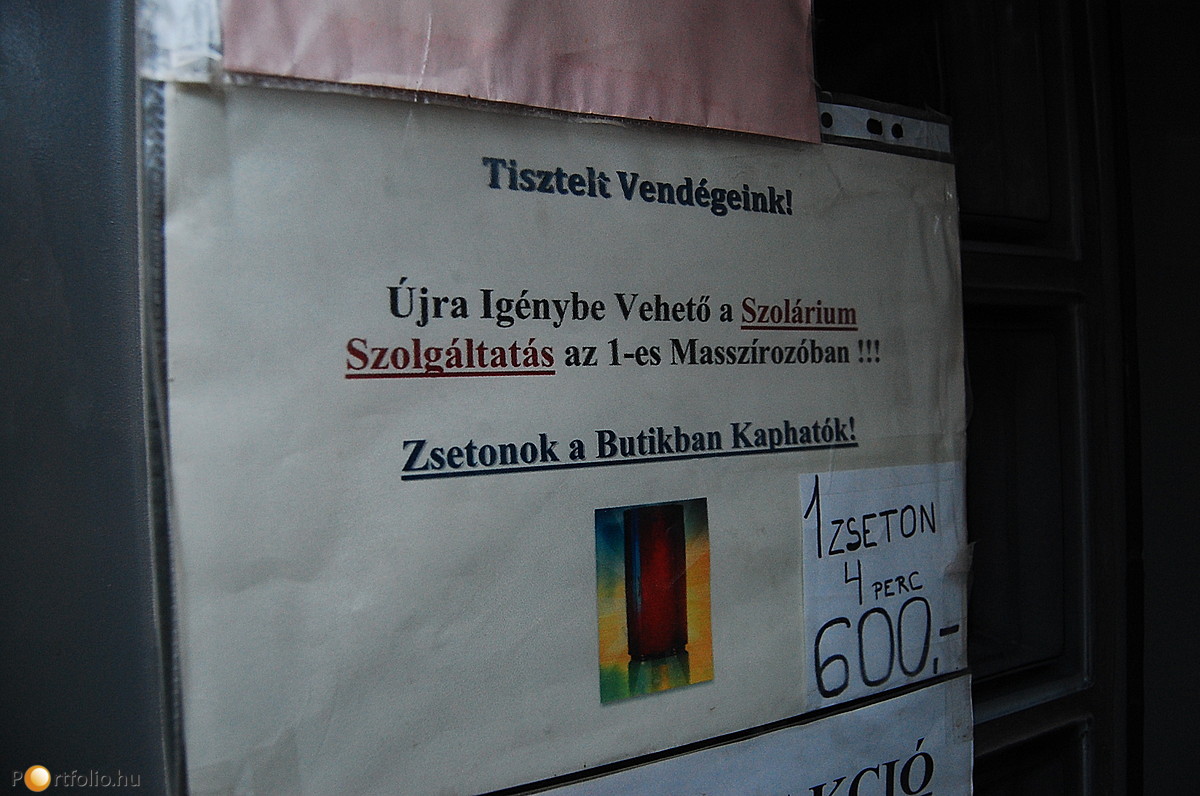 Tisztelt Vendégeink!
Újra Igénybe Vehető a Szolárium
Szolgáltatás az 1-es Masszírozóban !!!
Zsetonok a Butikban Kaphatók!
1 ZSETON
4 PERC
600,-
KCIÓ
Portfolio.hu